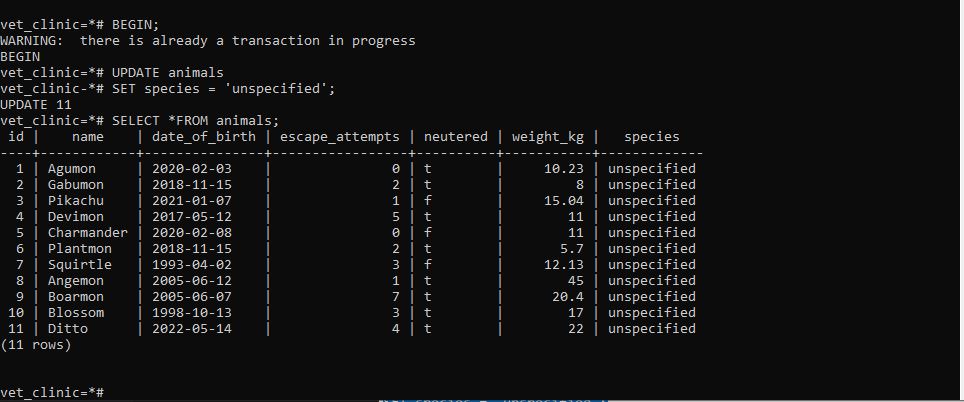 vet_clinic=*# BEGIN;
WARNING:  there is already a transaction in progress
BEGIN
vet_clinic=*# UPDATE animals
vet_clinic-*# SET species = 'unspecified';
UPDATE 11
vet_clinic=*# SELECT *FROM animals;
 id |    name    | date_of_birth | escape_attempts | neutered | weight_kg |   species
----+------------+---------------+-----------------+----------+-----------+-------------
  1 | Agumon     | 2020-02-03    |               0 | t        |     10.23 | unspecified
  2 | Gabumon    | 2018-11-15    |               2 | t        |         8 | unspecified
  3 | Pikachu    | 2021-01-07    |               1 | f        |     15.04 | unspecified
  4 | Devimon    | 2017-05-12    |               5 | t        |        11 | unspecified
  5 | Charmander | 2020-02-08    |               0 | f        |        11 | unspecified
  6 | Plantmon   | 2018-11-15    |               2 | t        |       5.7 | unspecified
  7 | Squirtle   | 1993-04-02    |               3 | f        |     12.13 | unspecified
  8 | Angemon    | 2005-06-12    |               1 | t        |        45 | unspecified
  9 | Boarmon    | 2005-06-07    |               7 | t        |      20.4 | unspecified
 10 | Blossom    | 1998-10-13    |               3 | t        |        17 | unspecified
 11 | Ditto      | 2022-05-14    |               4 | t        |        22 | unspecified
(11 rows)
vet_clinic=*#